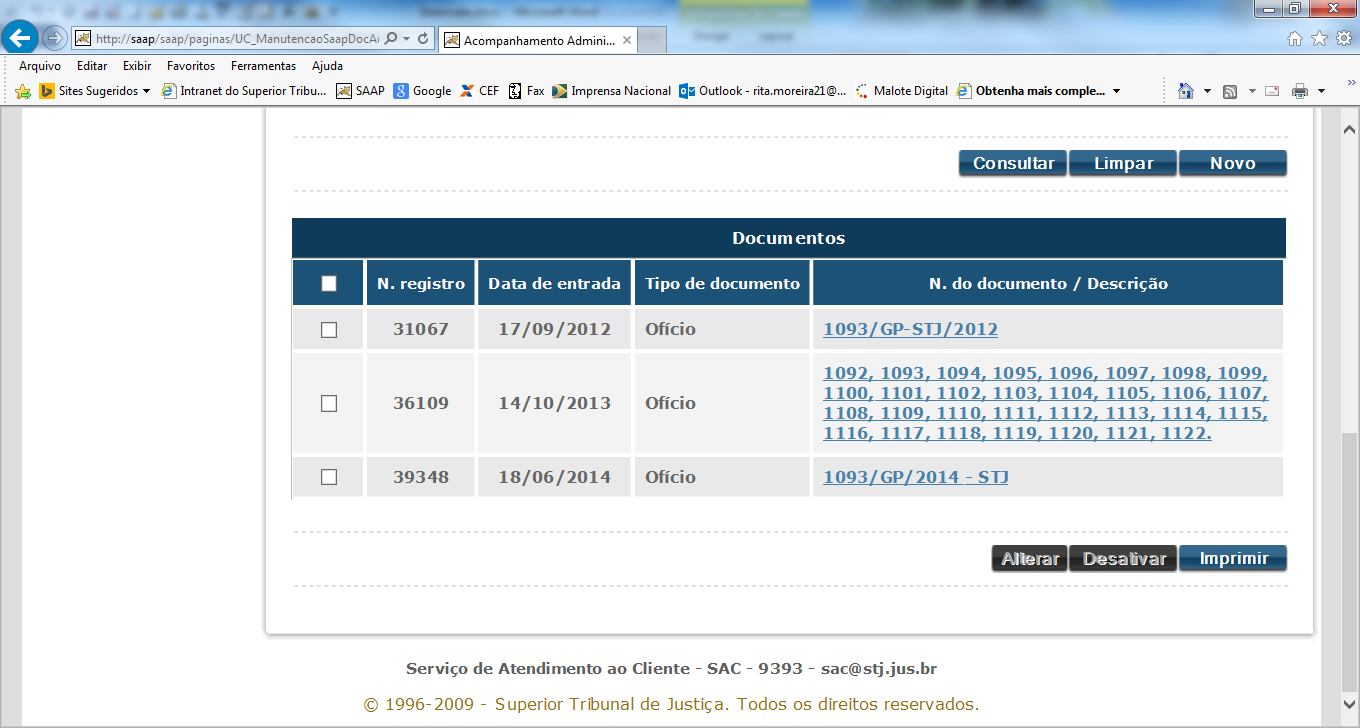 http://saap/saap/paginas/UC_ManutencaoSaapDocA
Acompanhamento Admini...
Arquivo Editar Exibir Favoritos Ferramentas Ajuda
Sites Sugeridos Intranet do Superior Tribu... SAAP Google CEF Fax Imprensa Nacional Outlook - rita.moreira21@... Malote Digital Obtenha mais comple...
Consultar Limpar Novo
Documentos
N. registro Data de entrada Tipo de documento N. do documento / Descrição
31067 17/09/2012 Ofício 1093/GP-STJ/2012
1092, 1093, 1094, 1095, 1096, 1097, 1098, 1099,
1100, 1101, 1102, 1103, 1104, 1105, 1106, 1107,
36109 14/10/2013 Ofício
1108, 1109, 1110, 1111, 1112, 1113, 1114, 1115,
1116, 1117, 1118, 1119, 1120, 1121, 1122.
39348 18/06/2014 Ofício 1093/GP/2014 - STJ
Alterar Desativar Imprimir
Serviço de Atendimento ao Cliente - SAC - 9393 - sac@stj.jus.br
© 1996-2009 - Superior Tribunal de Justiça. Todos os direitos reservados.